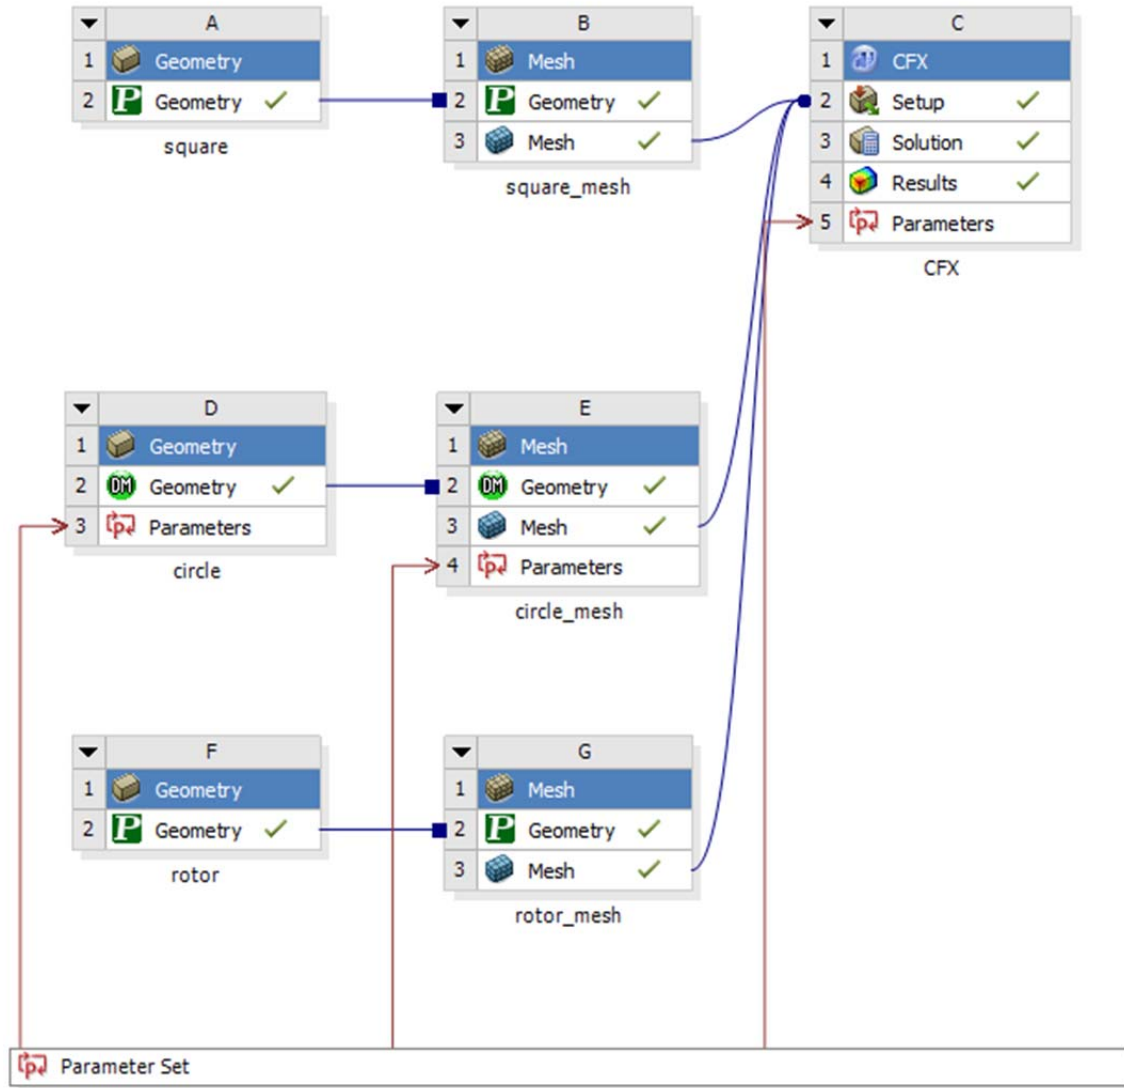 A
1 Geometry
2 P Geometry
square
B
1 Mesh
2 P Geometry
3 Mesh
square_mesh
C
1 CFX
2 Setup
3 Solution
4 Results
5 Parameters
CFX
D
1 Geometry
2 DM Geometry
3 Parameters
circle
E
1 Mesh
2 DM Geometry
3 Mesh
4 Parameters
circle_mesh
F
1 Geometry
2 P Geometry
rotor
G
1 Mesh
2 P Geometry
3 Mesh
rotor_mesh
Parameter Set